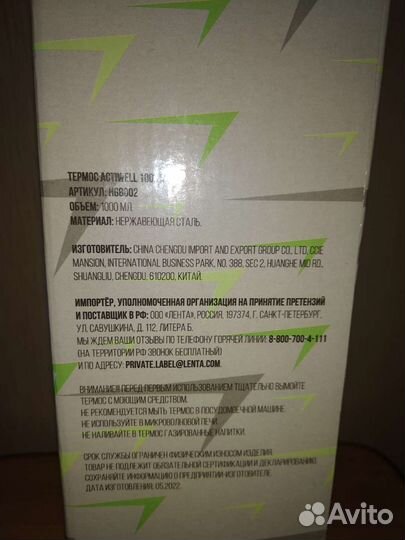 ТЕРМОС ACTIWELL
АРТИКУЛ: HGB002
ОБЪЕМ: 1000 МЛ.
МАТЕРИАЛ: НЕРЖАВЕЮЩАЯ СТАЛЬ.
ИЗГОТОВИТЕЛЬ: CHINA CHENGDU IMPORT AND EXPORT GROUP CO., LTD, CCIE
MANSION, INTERNATIONAL BUSINESS PARK, NO. 388, SEC 2, HUANGHE MID RD.,
SHUANGLIU, CHENGDU, 610200, КИТАЙ.
ИМПОРТЁР, УПОЛНОМОЧЕННАЯ ОРГАНИЗАЦИЯ НА ПРИНЯТИЕ ПРЕТЕНЗИЙ
И ПОСТАВЩИК В РФ: ООО «ЛЕНТА», РОССИЯ, 197374, Г. САНКТ-ПЕТЕРБУРГ,
УЛ. САВУШКИНА, Д. 112, ЛИТЕРА Б.
МЫ ЖДЕМ ВАШИ ОТЗЫВЫ ПО ТЕЛЕФОНУ ГОРЯЧЕЙ ЛИНИИ: 8-800-700-4-111
(НА ТЕРРИТОРИИ РФ ЗВОНОК БЕСПЛАТНЫЙ)
И ПО АДРЕСУ: PRIVATE.LABEL@LENTA.COM.
ВНИМАНИЕ! ПЕРЕД ПЕРВЫМ ИСПОЛЬЗОВАНИЕМ ТЩАТЕЛЬНО ВЫМОЙТЕ
ТЕРМОС С МОЮЩИМ СРЕДСТВОМ.
НЕ РЕКОМЕНДУЕТСЯ МЫТЬ ТЕРМОС В ПОСУДОМОЕЧНОЙ МАШИНЕ.
НЕ ИСПОЛЬЗУЙТЕ В МИКРОВОЛНОВОЙ ПЕЧИ.
НЕ НАЛИВАЙТЕ В ТЕРМОС ГАЗИРОВАННЫЕ НАПИТКИ.
СРОК СЛУЖБЫ ОГРАНИЧЕН ФИЗИЧЕСКИМ ИЗНОСОМ ИЗДЕЛИЯ.
ТОВАР НЕ ПОДЛЕЖИТ ОБЯЗАТЕЛЬНОЙ СЕРТИФИКАЦИИ И ДЕКЛАРИРОВАНИЮ.
СОХРАНЯЙТЕ ИНФОРМАЦИЮ О ПРЕДПРИЯТИИ-ИЗГОТОВИТЕЛЕ.
ДАТА ИЗГОТОВЛЕНИЯ: 05.2022.
Avito